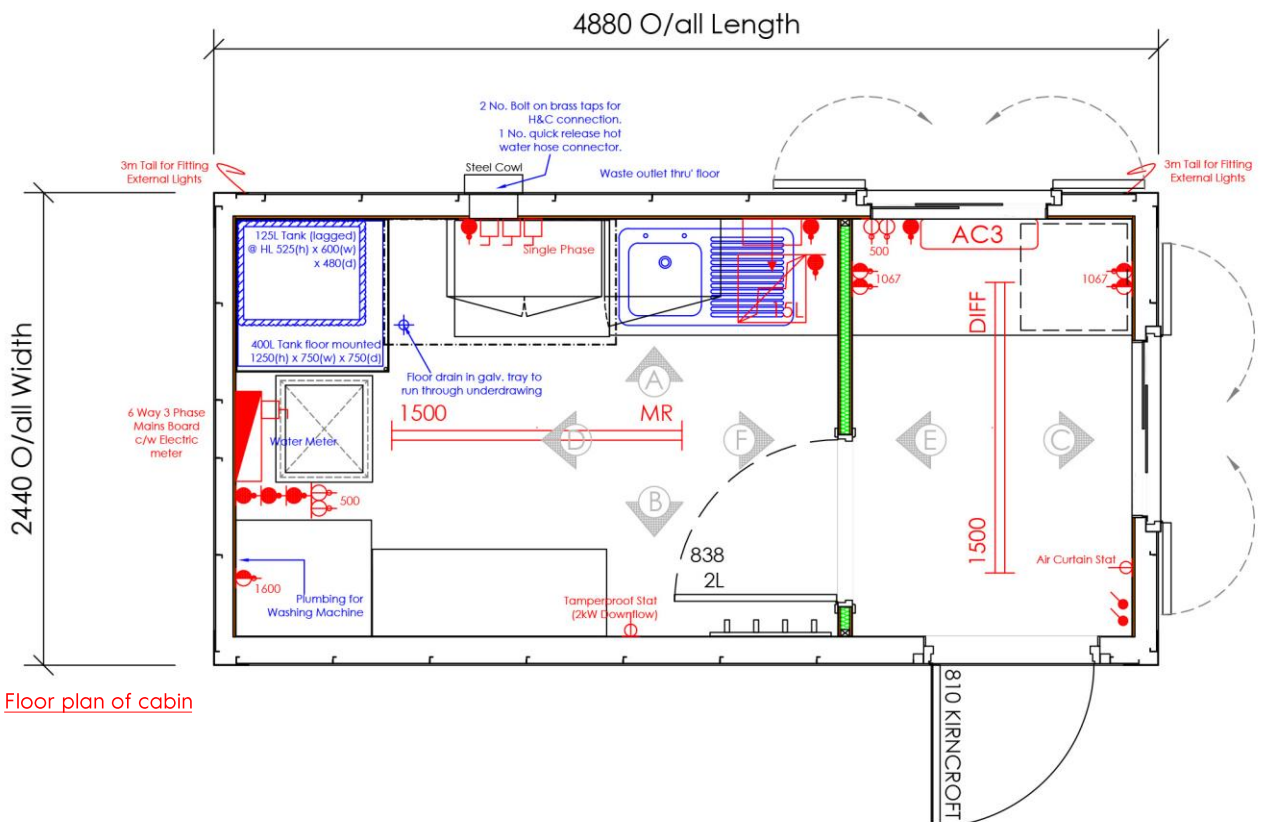 4880 O/all Length
2 No. Bolt on brass taps for
H&C connection.
1 No. quick release hot
water hose connector.
3m Tail for Fitting
External Lights
Steel Cowl
Waste outlet thru' floor
3m Tail for Fitting
External Lights
125L Tank (lagged)
@ HL 525(h) x 600(w)
x 480(d)
Single Phase
500
AC3
1067
1067
15L
DIFF
400L Tank floor mounted
1250(h) x 750(w) x 750(d)
Floor drain in galv. tray to
run through underdrawing
A
1500
MR
6 Way 3 Phase
Mains Board
c/w Electric
meter
Water Meter
D
F
E
C
2440 O/all Width
500
B
1500
838
2L
Air Curtain Stat
1600
Plumbing for
Washing Machine
Tamperproof Stat
(2kW Downflow)
Floor plan of cabin
810 KIRNCROFT